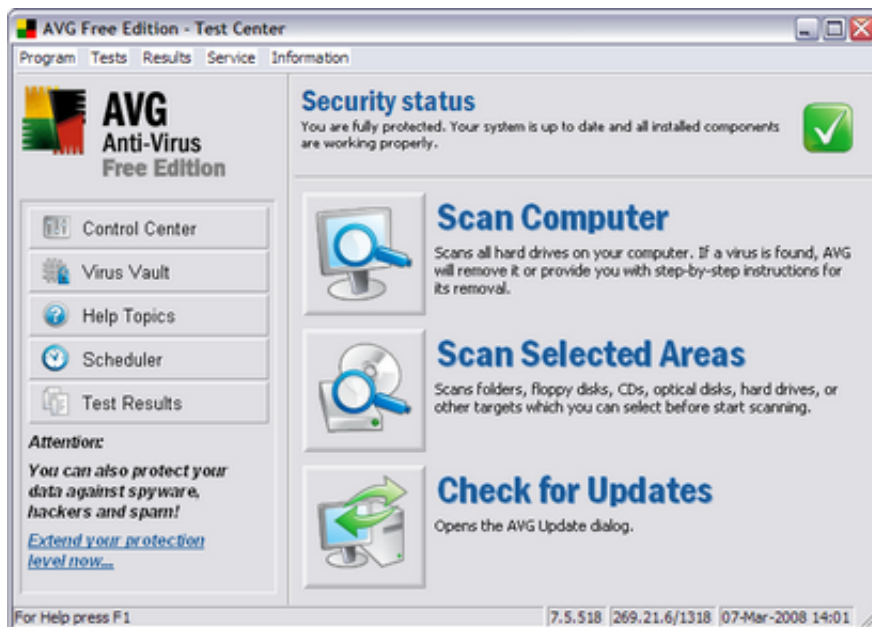 AVG Free Edition - Test Center
Program Tests Results Service Information
AVG
Anti-Virus
Free Edition
Control Center
Virus Vault
Help Topics
Scheduler
Test Results
Attention:
You can also protect your
data against spyware,
hackers and spam!
Extend your protection
level now...
Security status
You are fully protected. Your system is up to date and all installed components
are working properly.
Scan Computer
Scans all hard drives on your computer. If a virus is found, AVG
will remove it or provide you with step-by-step instructions for
its removal.
Scan Selected Areas
Scans folders, floppy disks, CDs, optical disks, hard drives, or
other targets which you can select before start scanning.
Check for Updates
Opens the AVG Update dialog.
For Help press F1
7.5.518 269.21.6/1318 07-Mar-2008 14:01